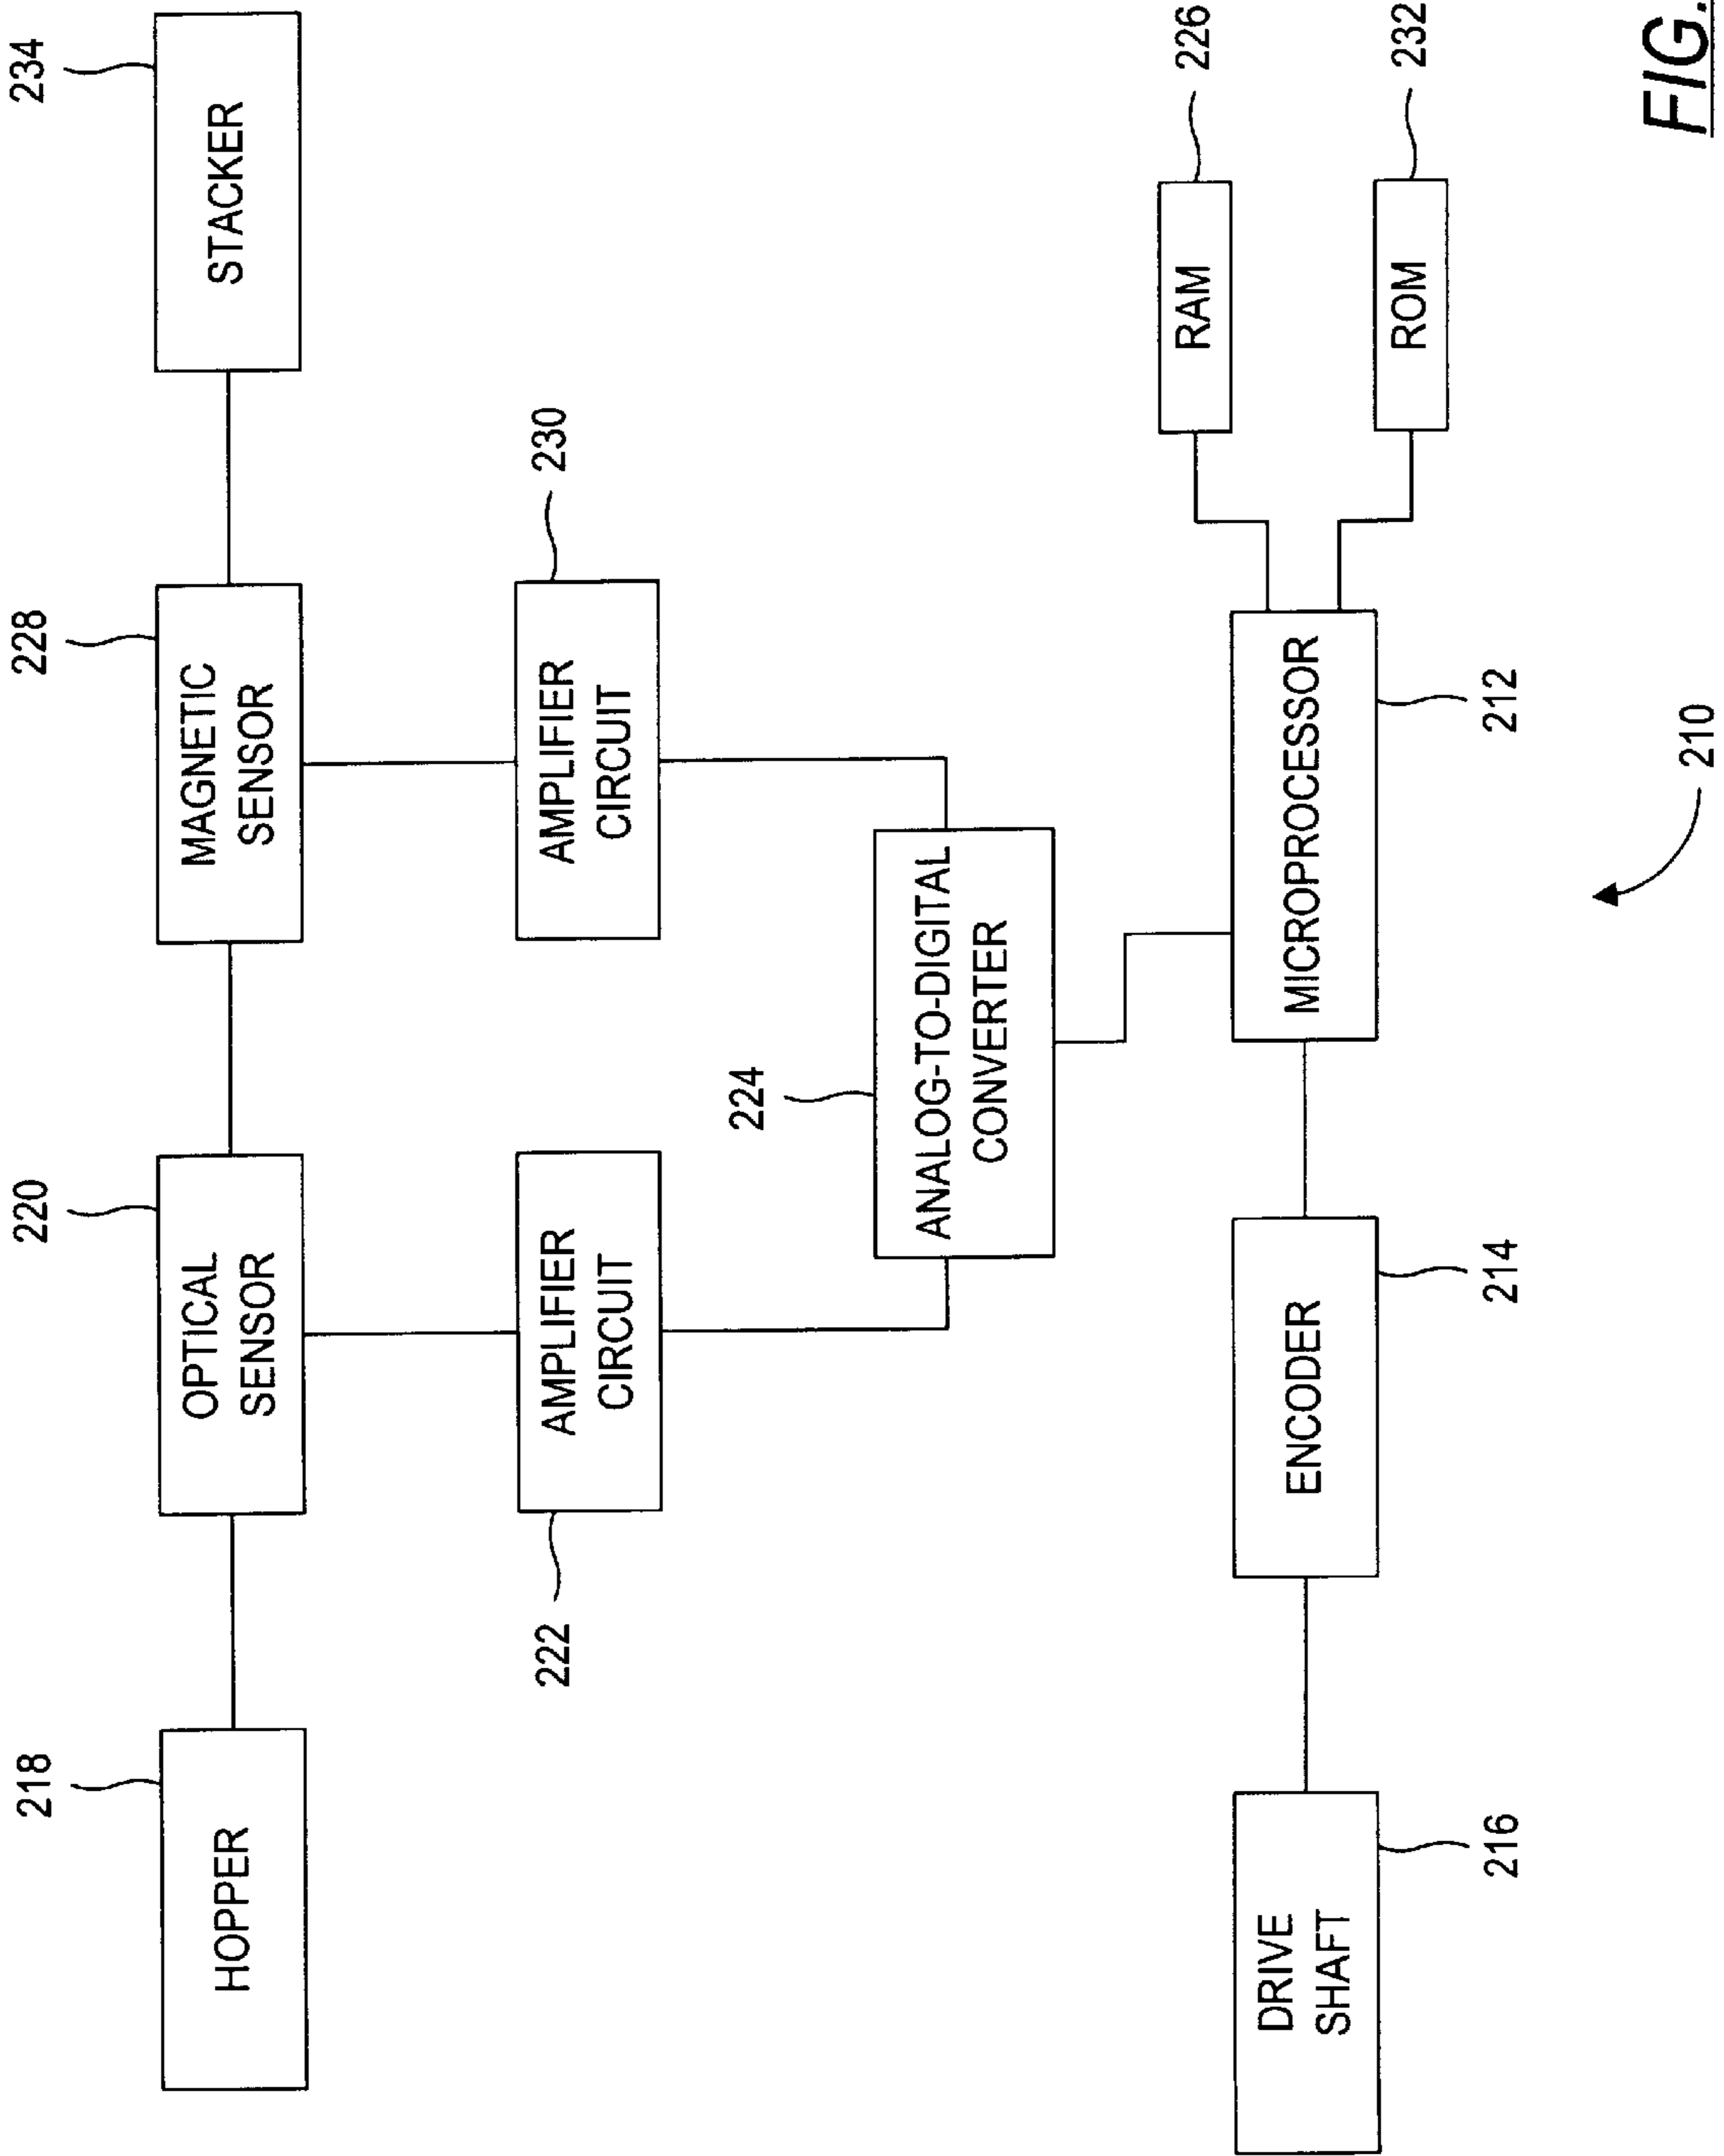 218
220
228
234
HOPPER
OPTICAL
SENSOR
MAGNETIC
SENSOR
STACKER
222
AMPLIFIER
CIRCUIT
AMPLIFIER
CIRCUIT
230
224
ANALOG-TO-DIGITAL
CONVERTER
DRIVE
SHAFT
ENCODER
MICROPROCESSOR
RAM
226
ROM
232
216
214
212
210
FIG.